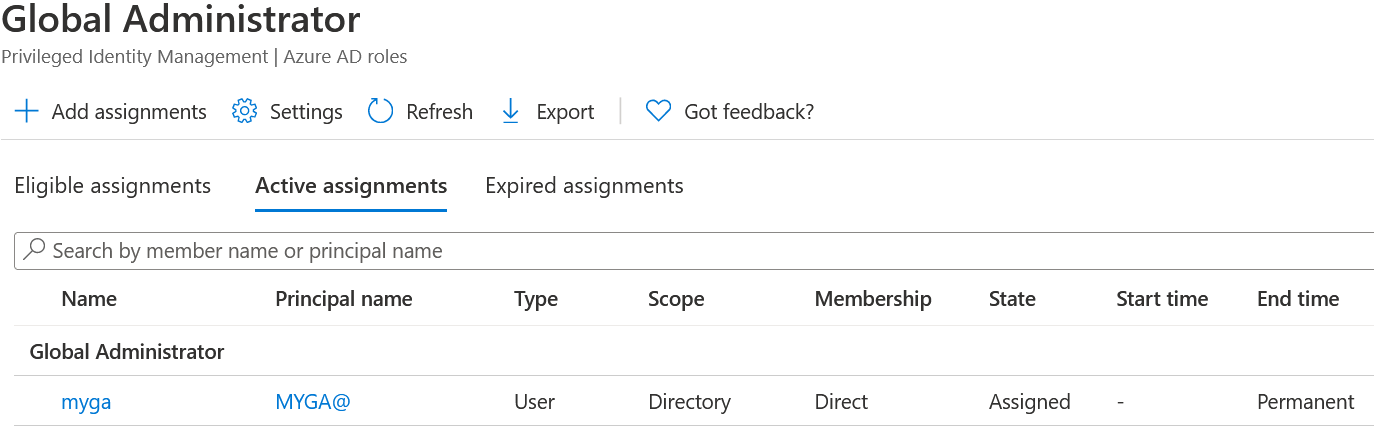 Global Administrator
Privileged Identity Management | Azure AD roles
Add assignments Settings Refresh Export Got feedback?
Eligible assignments Active assignments Expired assignments
Search by member name or principal name
Name Principal name Type Scope Membership State Start time End time
Global Administrator
myga MYGA@ User Directory Direct Assigned - Permanent